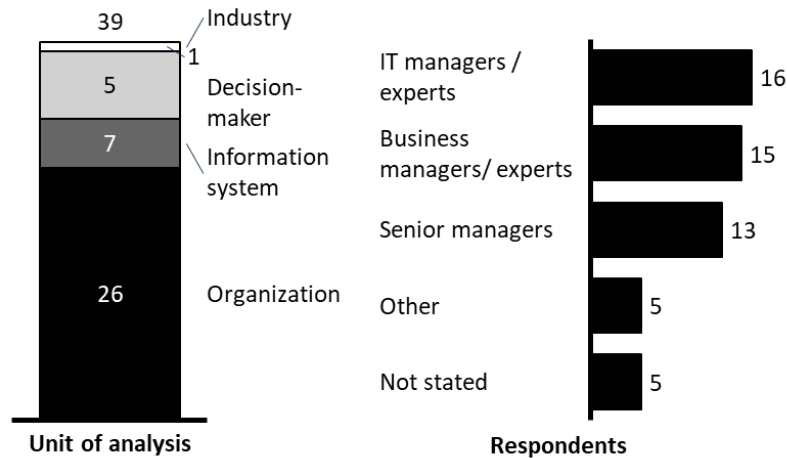 39
Industry
1
5
Decision-
maker
7
Information
system
26
Organization
Unit of analysis
IT managers /
experts
16
Business
managers/ experts
15
Senior managers
13
Other
5
Not stated
5
Respondents